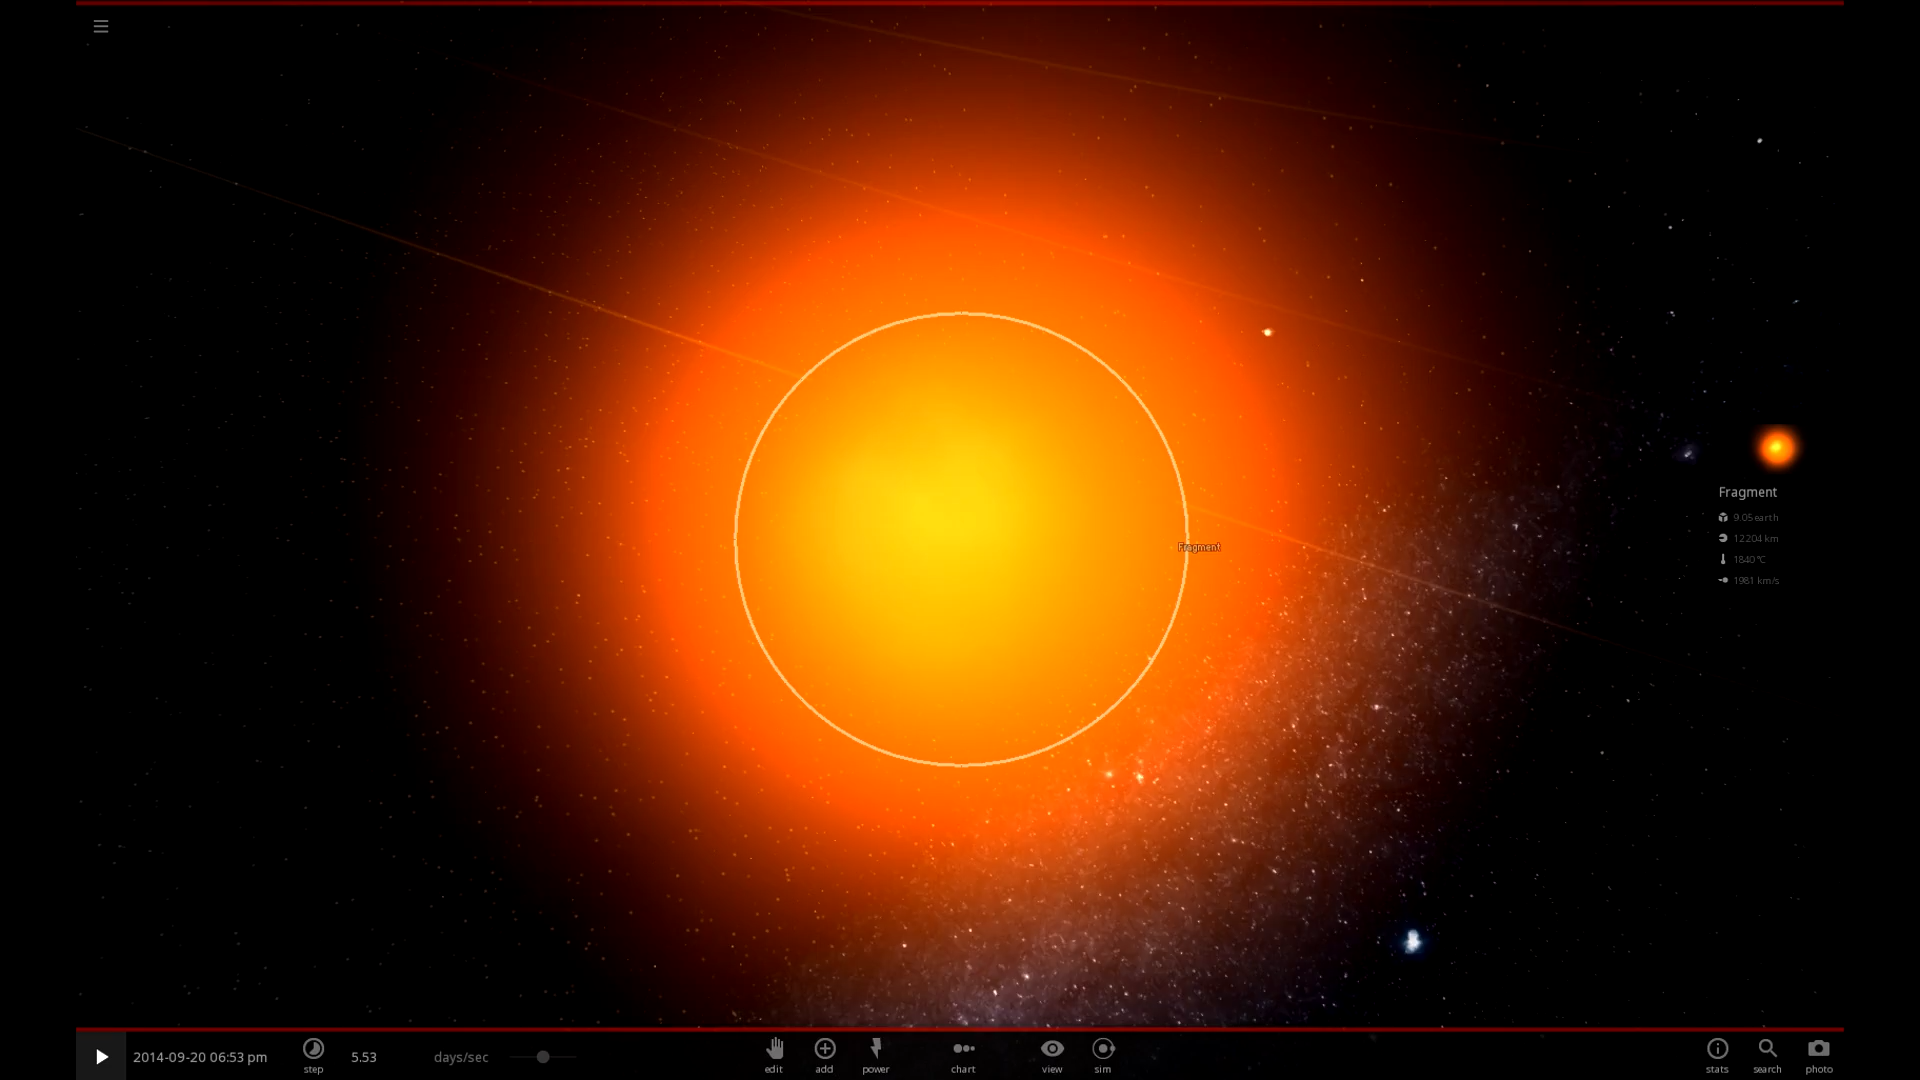 Fragment
Fragment
9.05 earth
12204 km
1840 °C
1981 km/s
2014-09-20 06:53 pm
step
5.53
days/sec
edit
add
power
chart
view
sim
stats
search
photo